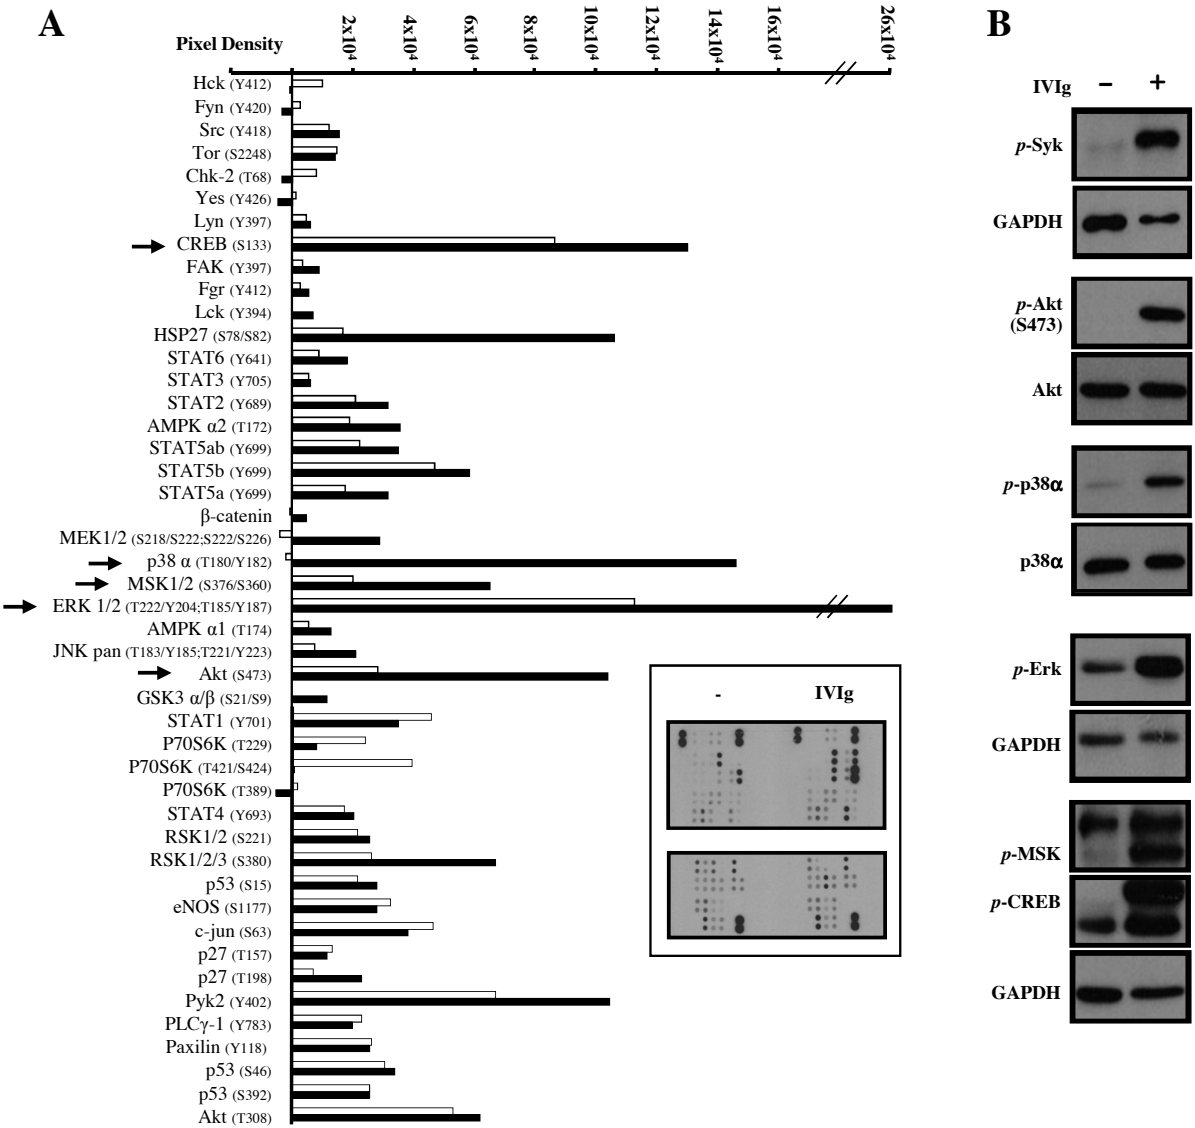 A
Pixel Density
2x10⁴
4x10⁴
6x10⁴
8x10⁴
10x10⁴
12x10⁴
14x10⁴
16x10⁴
26x10⁴
Hck (Y412)
Fyn (Y420)
Src (Y418)
Tor (S2248)
Chk-2 (T68)
Yes (Y426)
Lyn (Y397)
CREB (S133)
FAK (Y397)
Fgr (Y412)
Lck (Y394)
HSP27 (S78/S82)
STAT6 (Y641)
STAT3 (Y705)
STAT2 (Y689)
AMPK α2 (T172)
STAT5ab (Y699)
STAT5b (Y699)
STAT5a (Y699)
β-catenin
MEK1/2 (S218/S222;S222/S226)
p38 α (T180/Y182)
MSK1/2 (S376/S360)
ERK 1/2 (T222/Y204;T185/Y187)
AMPK α1 (T174)
JNK pan (T183/Y185;T221/Y223)
Akt (S473)
GSK3 α/β (S21/S9)
STAT1 (Y701)
P70S6K (T229)
P70S6K (T421/S424)
P70S6K (T389)
STAT4 (Y693)
RSK1/2 (S221)
RSK1/2/3 (S380)
p53 (S15)
eNOS (S1177)
c-jun (S63)
p27 (T157)
p27 (T198)
Pyk2 (Y402)
PLCγ-1 (Y783)
Paxilin (Y118)
p53 (S46)
p53 (S392)
Akt (T308)
- IVIg
B
IVIg − +
p-Syk
GAPDH
p-Akt
(S473)
Akt
p-p38α
p38α
p-Erk
GAPDH
p-MSK
p-CREB
GAPDH